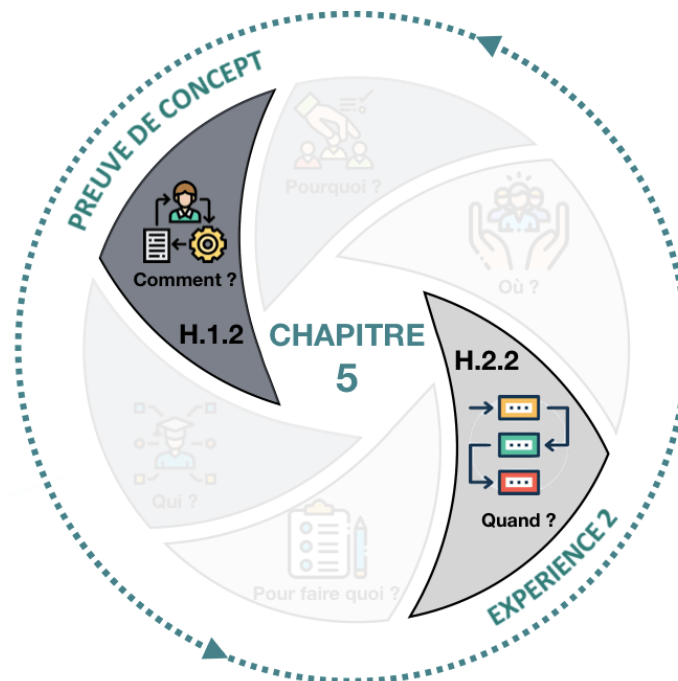 PREUVE DE CONCEPT
Pourquoi ?
Comment ?
Où ?
H.1.2
CHAPITRE
5
H.2.2
Qui ?
Quand ?
Pour faire quoi ?
EXPERIENCE 2